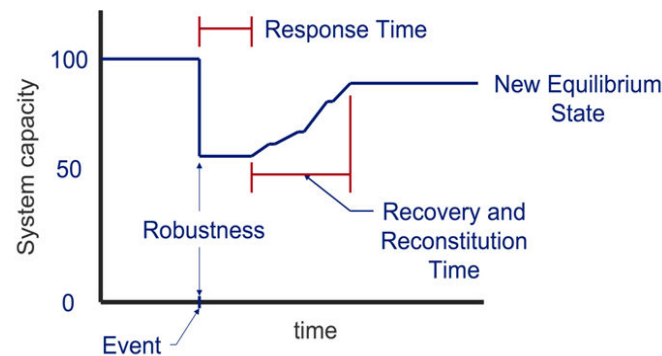 Response Time
100
New Equilibrium
State
50
System capacity
Robustness
Recovery and
Reconstitution
Time
0
time
Event